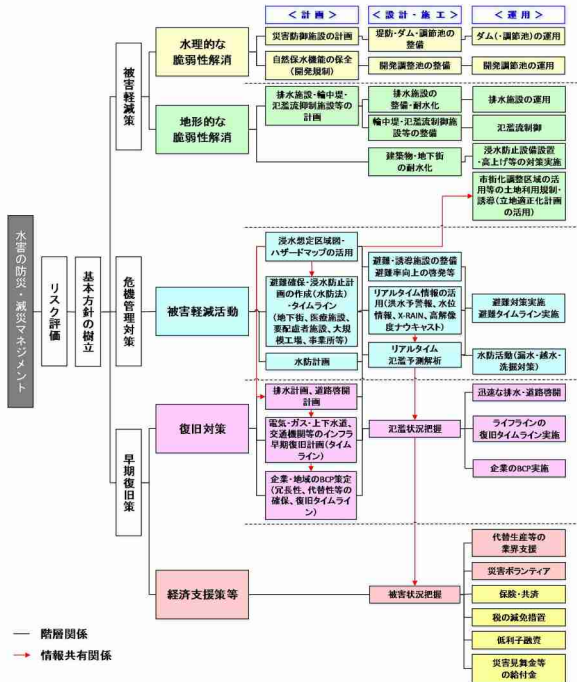 ＜計画＞
＜設計・施工＞
＜運用＞
水害の防災・減災マネジメント
リスク評価
基本方針の樹立
被害軽減策
危機管理対策
早期復旧策
水理的な
脆弱性解消
災害防御施設の計画
堤防・ダム・調節池の
整備
ダム(・調節池)の運用
自然保水機能の保全
(開発規制)
開発調整池の整備
開発調節池の運用
地形的な
脆弱性解消
排水施設・輪中堤・
氾濫流抑制施設等の
計画
排水施設の
整備・耐水化
排水施設の運用
輪中堤・氾濫流制御施
設等の整備
氾濫流制御
建築物・地下街
の耐水化
浸水防止設備設置
・高上げ等の対策実施
市街化調整区域の活
用等の土地利用規制・
誘導(立地適正化計画
の活用)
被害軽減活動
浸水想定区域図・
ハザードマップの活用
避難・誘導施設の整備
避難率向上の啓発等
避難確保・浸水防止計
画の作成(水防法)・
タイムライン
(地下街、医療施設、
要配慮者施設、大規
模工場、事業所等)
リアルタイム情報の活
用(洪水予警報、水位
情報、X-RAIN、高解像
度ナウキャスト)
避難対策実施
避難タイムライン実施
水防計画
リアルタイム
氾濫予測解析
水防活動(漏水・越水・
洗掘対策)
復旧対策
排水計画、道路啓開
計画
電気・ガス・上下水道、
交通機関等のインフラ
早期復旧計画(タイム
ライン)
企業・地域のBCP策定
(冗長性、代替性等の
確保、復旧タイムライ
ン)
氾濫状況把握
迅速な排水・道路啓開
ライフラインの
復旧タイムライン実施
企業のBCP実施
経済支援策等
被害状況把握
代替生産等の
業界支援
災害ボランティア
保険・共済
税の減免措置
低利子融資
災害見舞金等
の給付金
階層関係
情報共有関係